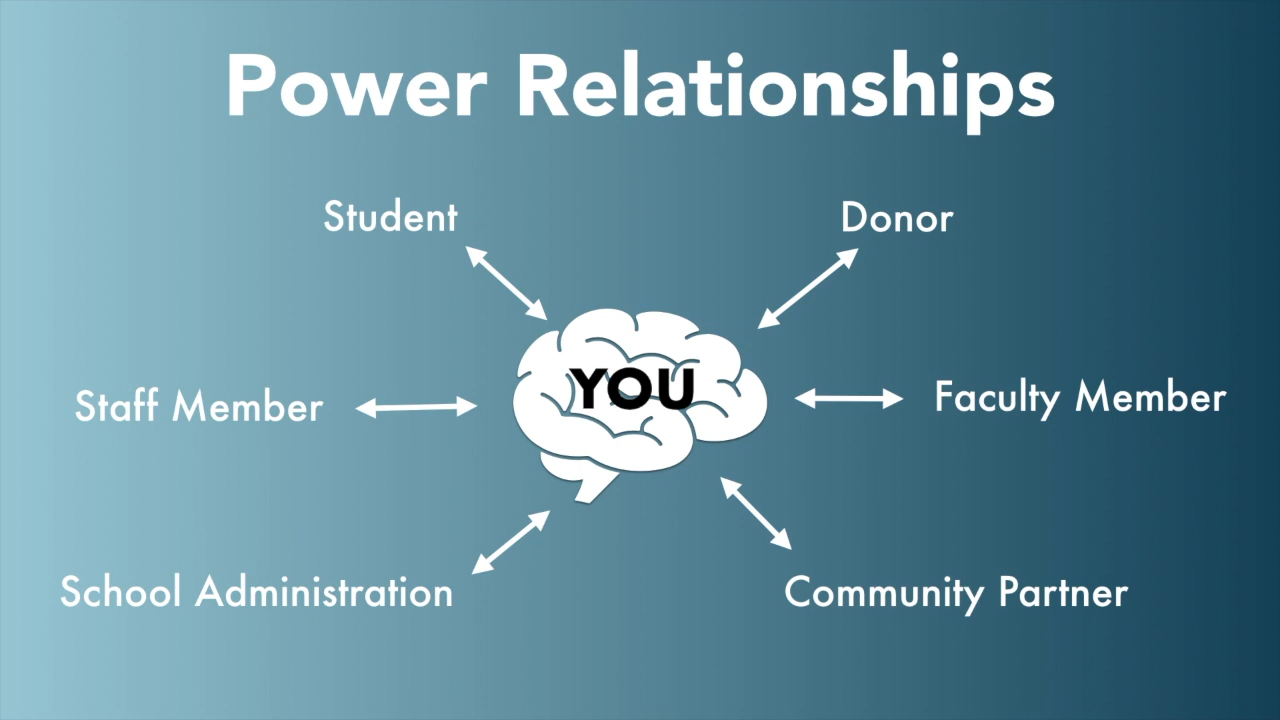 Power Relationships
Student
Donor
YOU
Staff Member
Faculty Member
School Administration
Community Partner